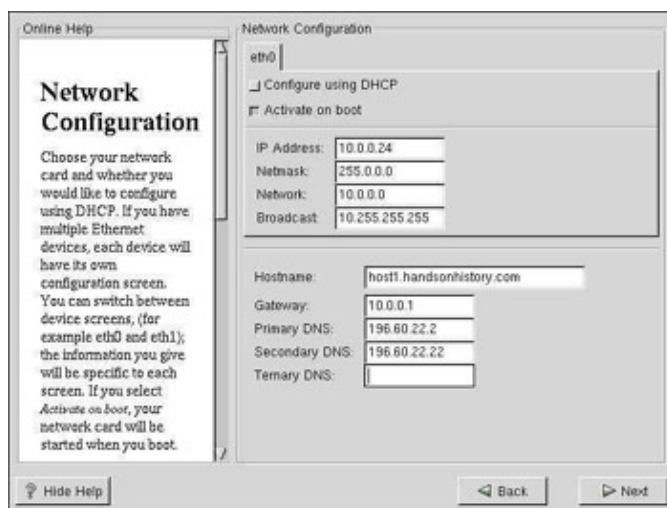 Online Help
Network
Configuration
Choose your network
card and whether you
would like to configure
using DHCP. If you have
multiple Ethernet
devices, each device will
have its own
configuration screen.
You can switch between
device screens, (for
example eth0 and eth1);
the information you give
will be specific to each
screen. If you select
Activate on boot, your
network card will be
started when you boot.
Network Configuration
eth0
Configure using DHCP
Activate on boot
IP Address: 10.0.0.24
Netmask: 255.0.0.0
Network: 10.0.0.0
Broadcast: 10.255.255.255
Hostname: host1.handsonhistory.com
Gateway: 10.0.0.1
Primary DNS: 196.60.22.2
Secondary DNS: 196.60.22.22
Ternary DNS:
Hide Help
Back
Next